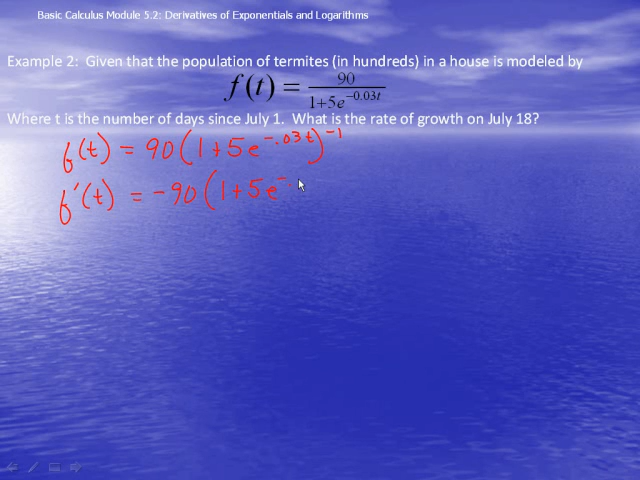 Basic Calculus Module 5.2: Derivatives of Exponentials and Logarithms
Example 2: Given that the population of termites (in hundreds) in a house is modeled by
f(t) = 90 / (1+5e^{-0.03t})
Where t is the number of days since July 1. What is the rate of growth on July 18?
f(t) = 90(1+5e^{-.03t})^{-1}
f'(t) = -90(1+5e^{-.